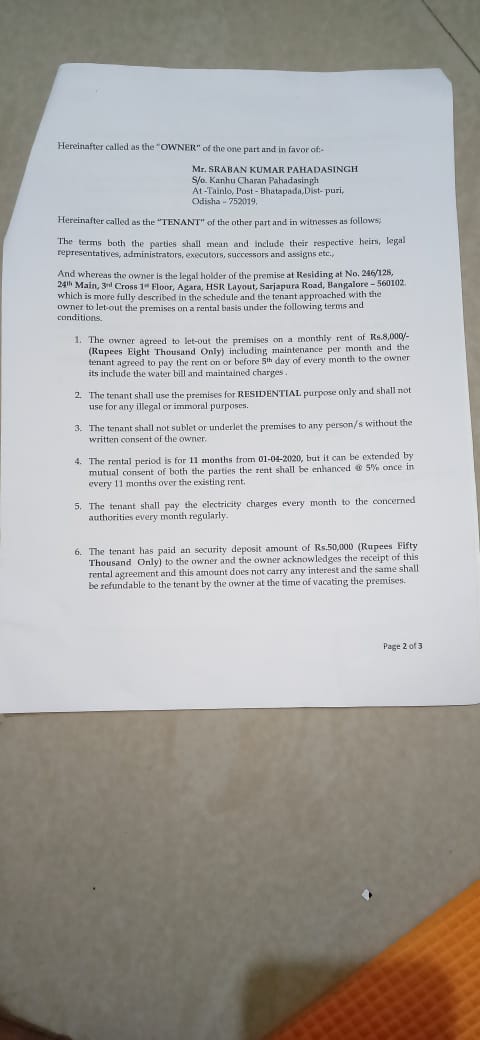 Hereinafter called as the "OWNER" of the one part and in favor of:-
Mr. SRABAN KUMAR PAHADASINGH
S/o. Kanhu Charan Pahadasingh
At -Tainlo, Post - Bhatapada,Dist- puri,
Odisha - 752019.
Hereinafter called as the "TENANT" of the other part and in witnesses as follows;
The terms both the parties shall mean and include their respective heirs, legal
representatives, administrators, executors, successors and assigns etc.,
And whereas the owner is the legal holder of the premise at Residing at No. 246/128,
24th Main, 3rd Cross 1st Floor, Agara, HSR Layout, Sarjapura Road, Bangalore - 560102.
which is more fully described in the schedule and the tenant approached with the
owner to let-out the premises on a rental basis under the following terms and
conditions.
1. The owner agreed to let-out the premises on a monthly rent of Rs.8,000/-
(Rupees Eight Thousand Only) including maintenance per month and the
tenant agreed to pay the rent on or before 5th day of every month to the owner
its include the water bill and maintained charges .
2. The tenant shall use the premises for RESIDENTIAL purpose only and shall not
use for any illegal or immoral purposes.
3. The tenant shall not sublet or underlet the premises to any person/s without the
written consent of the owner.
4. The rental period is for 11 months from 01-04-2020, but it can be extended by
mutual consent of both the parties the rent shall be enhanced @ 5% once in
every 11 months over the existing rent.
5. The tenant shall pay the electricity charges every month to the concerned
authorities every month regularly.
6. The tenant has paid an security deposit amount of Rs.50,000 (Rupees Fifty
Thousand Only) to the owner and the owner acknowledges the receipt of this
rental agreement and this amount does not carry any interest and the same shall
be refundable to the tenant by the owner at the time of vacating the premises.
Page 2 of 3